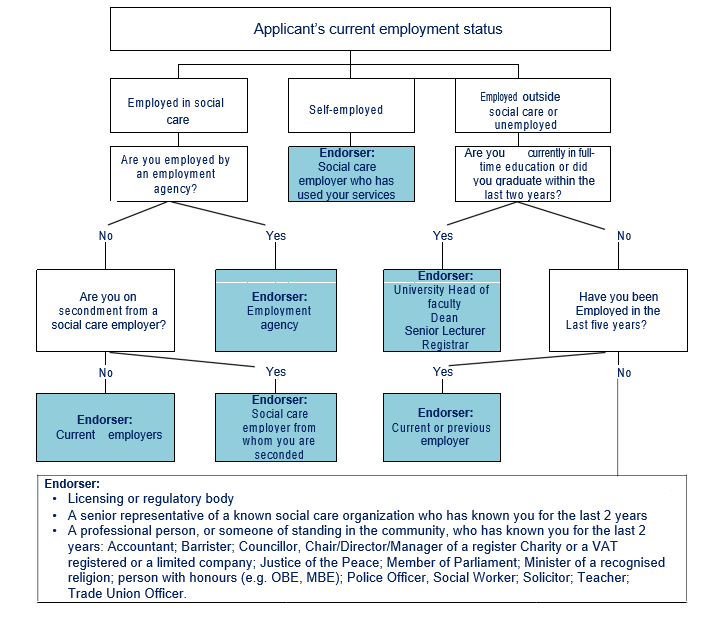 Applicant's current employment status
Employed in social
care
Self-employed
Employed outside
social care or
unemployed
Are you employed by
an employment
agency?
Endorser:
Social care
employer who has
used your services
Are you currently in full-
time education or did
you graduate within the
last two years?
No
Yes
Yes
No
Are you on
secondment from a
social care employer?
Endorser:
Employment
agency
Endorser:
University Head of
faculty
Dean
Senior Lecturer
Registrar
Have you been
Employed in the
Last five years?
No
Yes
Yes
No
Endorser:
Current employers
Endorser:
Social care
employer from
whom you are
seconded
Endorser:
Current or previous
employer
Endorser:
• Licensing or regulatory body
• A senior representative of a known social care organization who has known you for the last 2 years
• A professional person, or someone of standing in the community, who has known you for the last 2
years: Accountant; Barrister; Councillor, Chair/Director/Manager of a register Charity or a VAT
registered or a limited company; Justice of the Peace; Member of Parliament; Minister of a recognised
religion; person with honours (e.g. OBE, MBE); Police Officer, Social Worker; Solicitor; Teacher;
Trade Union Officer.